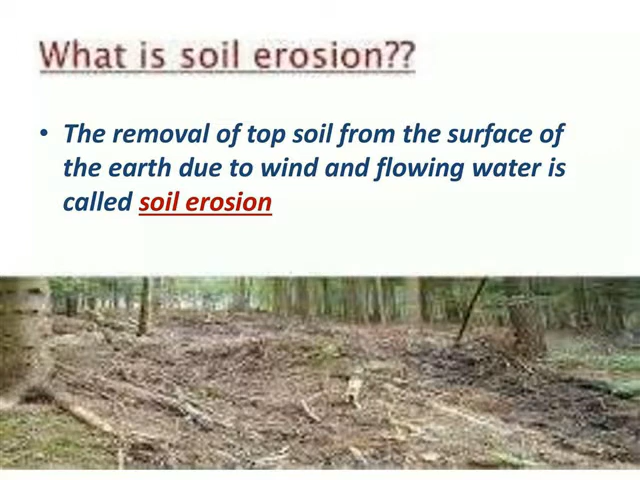 What is soil erosion??
• The removal of top soil from the surface of
the earth due to wind and flowing water is
called soil erosion